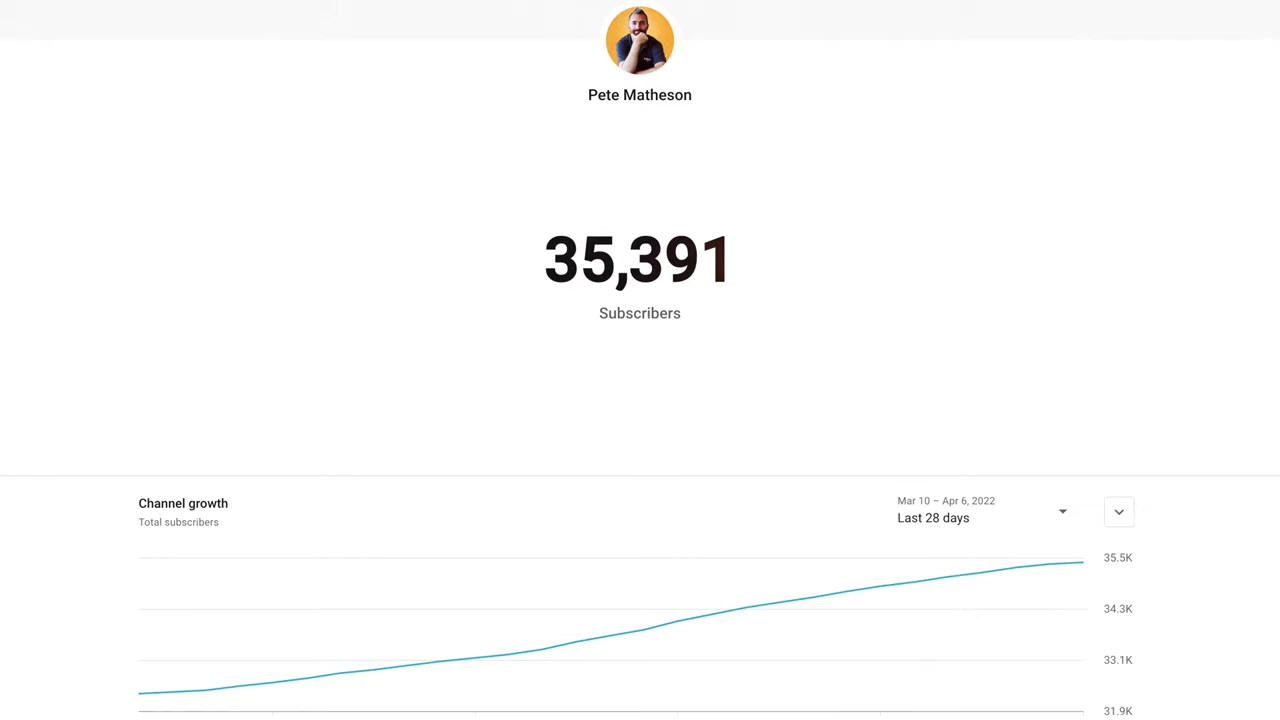 Pete Matheson
35,391
Subscribers
Channel growth
Total subscribers
Mar 10 – Apr 6, 2022
Last 28 days
35.5K
34.3K
33.1K
31.9K